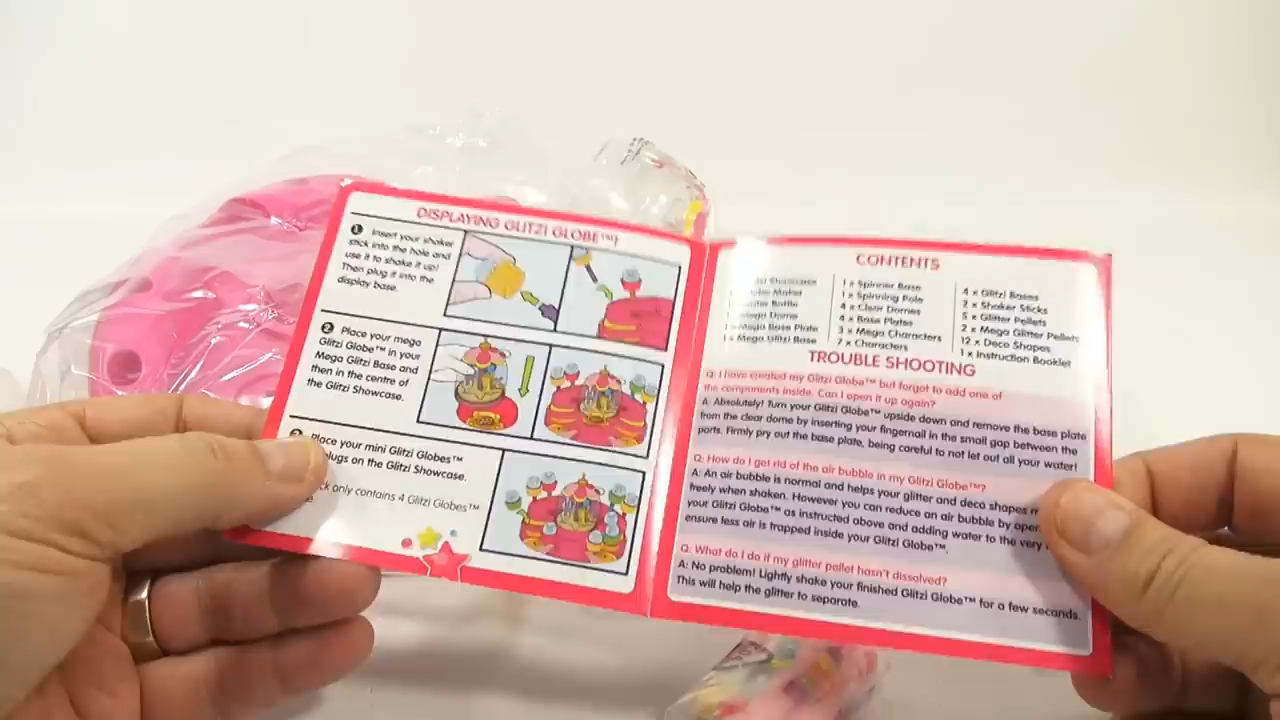 DISPLAYING GLITZI GLOBE™!
1 Insert your shaker
stick into the hole and
use it to shake it up!
Then plug it into the
display base.
2 Place your mega
Glitzi Globe™ in your
Mega Glitzi Base and
then in the centre of
the Glitzi Showcase.
Place your mini Glitzi Globes™
plugs on the Glitzi Showcase.
only contains 4 Glitzi Globes™
CONTENTS
Showcase
Maker
Bottle
Mega Dome
1 x Mega Base Plate
1 x Mega Glitzi Base
1 x Spinner Base
1 x Spinning Pole
4 x Clear Domes
4 x Base Plates
3 x Mega Characters
7 x Characters
4 x Glitzi Bases
2 x Shaker Sticks
5 x Glitter Pellets
2 x Mega Glitter Pellets
12 x Deco Shapes
1 x Instruction Booklet
TROUBLE SHOOTING
Q: I have created my Glitzi Globe™ but forgot to add one of
the components inside. Can I open it up again?
A: Absolutely! Turn your Glitzi Globe™ upside down and remove the base plate
from the clear dome by inserting your fingernail in the small gap between the
parts. Firmly pry out the base plate, being careful to not let out all your water!
Q: How do I get rid of the air bubble in my Glitzi Globe™?
A: An air bubble is normal and helps your glitter and deco shapes
freely when shaken. However you can reduce an air bubble by
your Glitzi Globe™ as instructed above and adding water to the very
ensure less air is trapped inside your Glitzi Globe™.
Q: What do I do if my glitter pellet hasn't dissolved?
A: No problem! Lightly shake your finished Glitzi Globe™ for a few seconds.
This will help the glitter to separate.